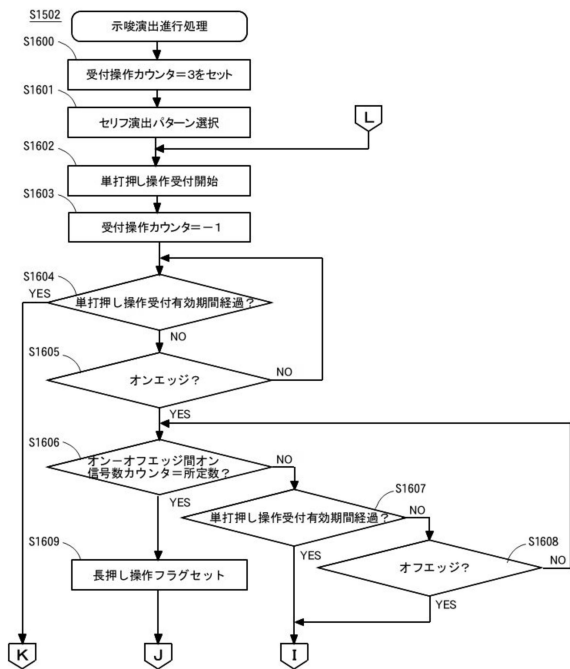 S1502
示唆演出進行処理
S1600
受付操作カウンタ=3をセット
S1601
セリフ演出パターン選択
L
S1602
単打押し操作受付開始
S1603
受付操作カウンタ=-1
S1604
YES
単打押し操作受付有効期間経過?
NO
S1605
オンエッジ?
NO
YES
S1606
オン-オフエッジ間オン
信号数カウンタ=所定数?
NO
S1607
単打押し操作受付有効期間経過?
NO
YES
YES
S1608
オフエッジ?
NO
YES
S1609
長押し操作フラグセット
K
J
I